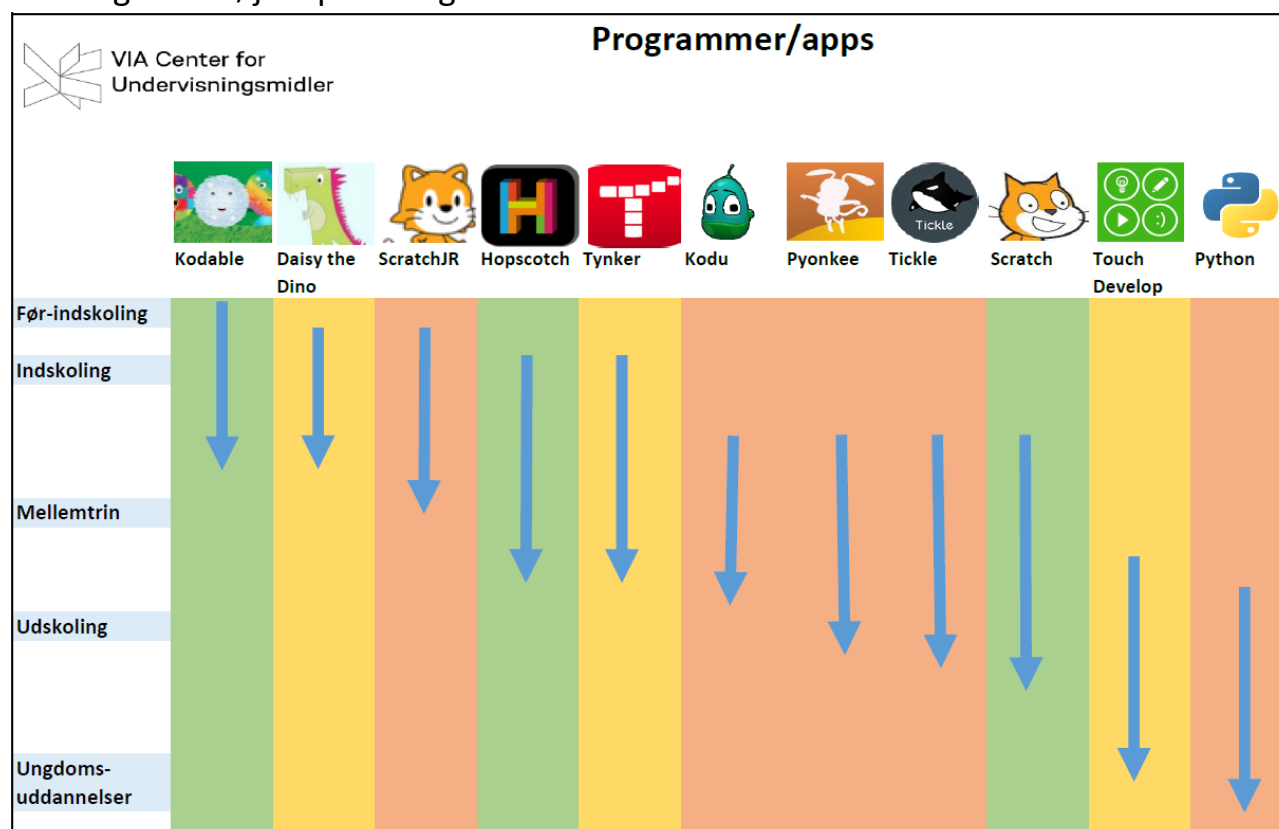 Programmer/apps
VIA Center for
Undervisningsmidler
Tickle
Kodable
Daisy the
Dino
ScratchJR
Hopscotch
Tynker
Kodu
Pyonkee
Tickle
Scratch
Touch
Develop
Python
Før-indskoling
Indskoling
Mellemtrin
Udskoling
Ungdoms-
uddannelser